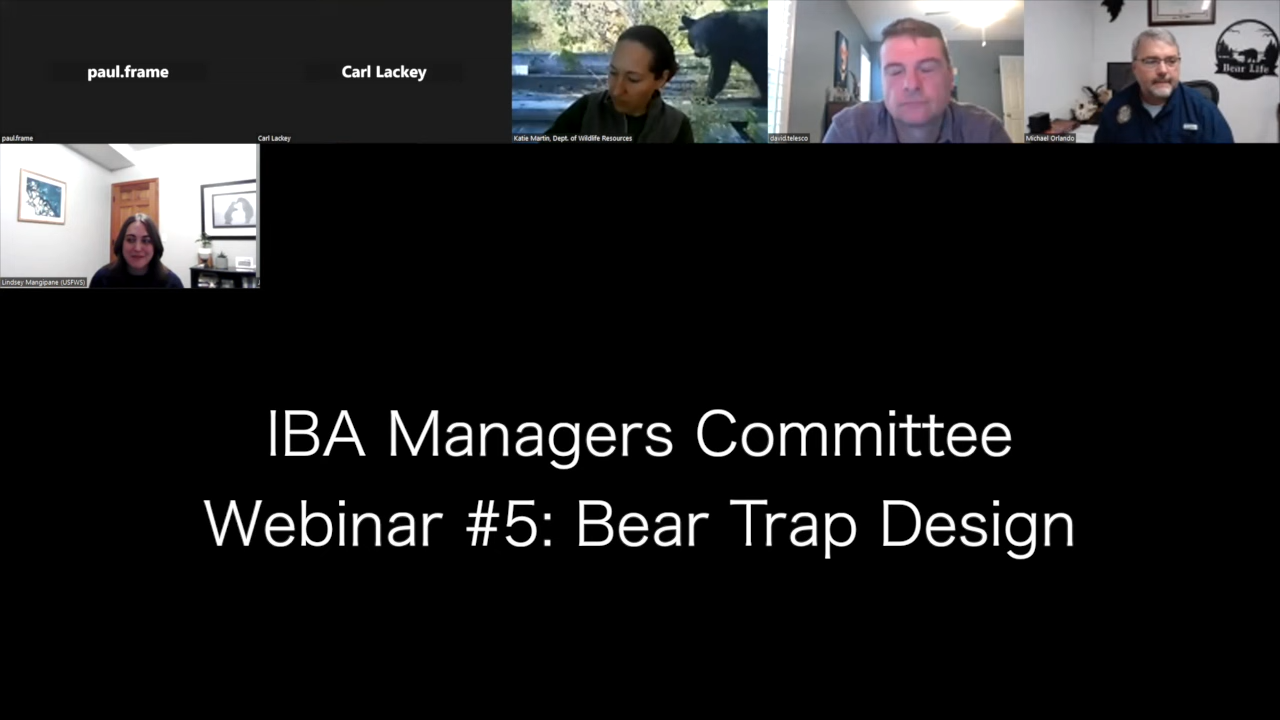 paul.frame
Carl Lackey
Bear Life
paul.frame
Carl Lackey
Katie Martin, Dept. of Wildlife Resources
david.telesco
Michael Orlando
Lindsey Mangipane (USFWS)
IBA Managers Committee
Webinar #5: Bear Trap Design